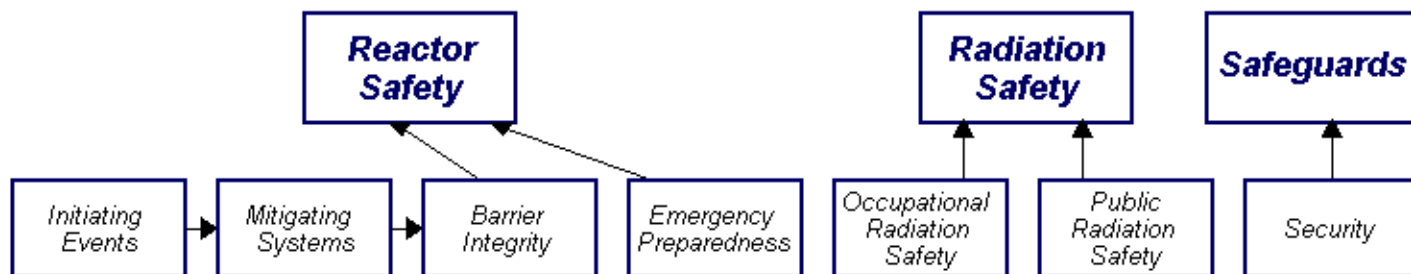 Reactor
Safety
Radiation
Safety
Safeguards
Initiating
Events
Mitigating
Systems
Barrier
Integrity
Emergency
Preparedness
Occupational
Radiation
Safety
Public
Radiation
Safety
Security